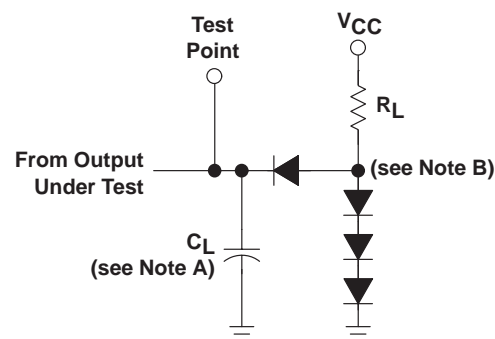 Test
Point
VCC
RL
From Output
Under Test
(see Note B)
CL
(see Note A)